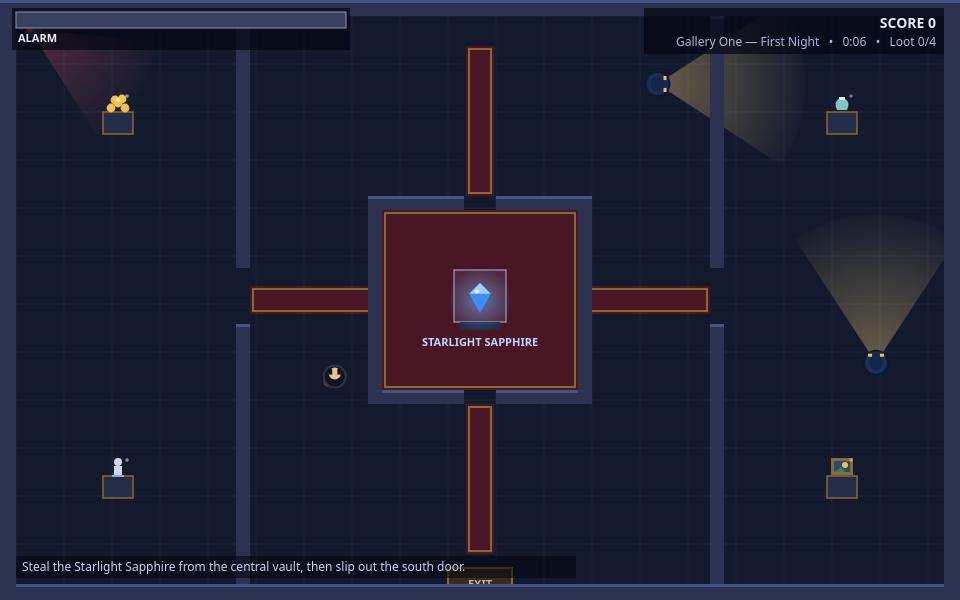 ALARM
SCORE 0
Gallery One — First Night • 0:06 • Loot 0/4
STARLIGHT SAPPHIRE
Steal the Starlight Sapphire from the central vault, then slip out the south door.
EXIT